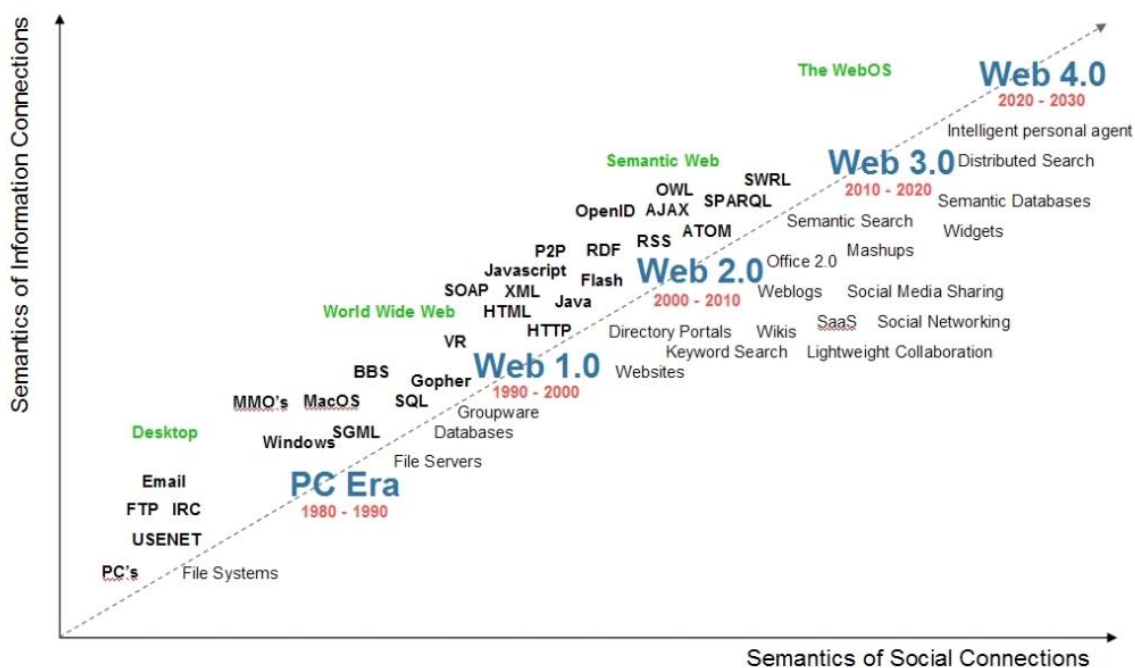 Semantics of Information Connections
The WebOS
Web 4.0
2020 - 2030
Intelligent personal agent
Semantic Web
Web 3.0
Distributed Search
2010 - 2020
SWRL
OWL
SPARQL
Semantic Databases
OpenID
AJAX
Semantic Search
Widgets
ATOM
RSS
P2P
RDF
Mashups
Office 2.0
Javascript
Web 2.0
Flash
2000 - 2010
SOAP
XML
Java
Weblogs
Social Media Sharing
World Wide Web
HTML
HTTP
Directory Portals
Wikis
SaaS
Social Networking
VR
Keyword Search
Lightweight Collaboration
Web 1.0
Websites
1990 - 2000
BBS
Gopher
MMO's
MacOS
SQL
Groupware
Desktop
Windows
SGML
Databases
File Servers
Email
PC Era
1980 - 1990
FTP
IRC
USENET
PC's
File Systems
Semantics of Social Connections